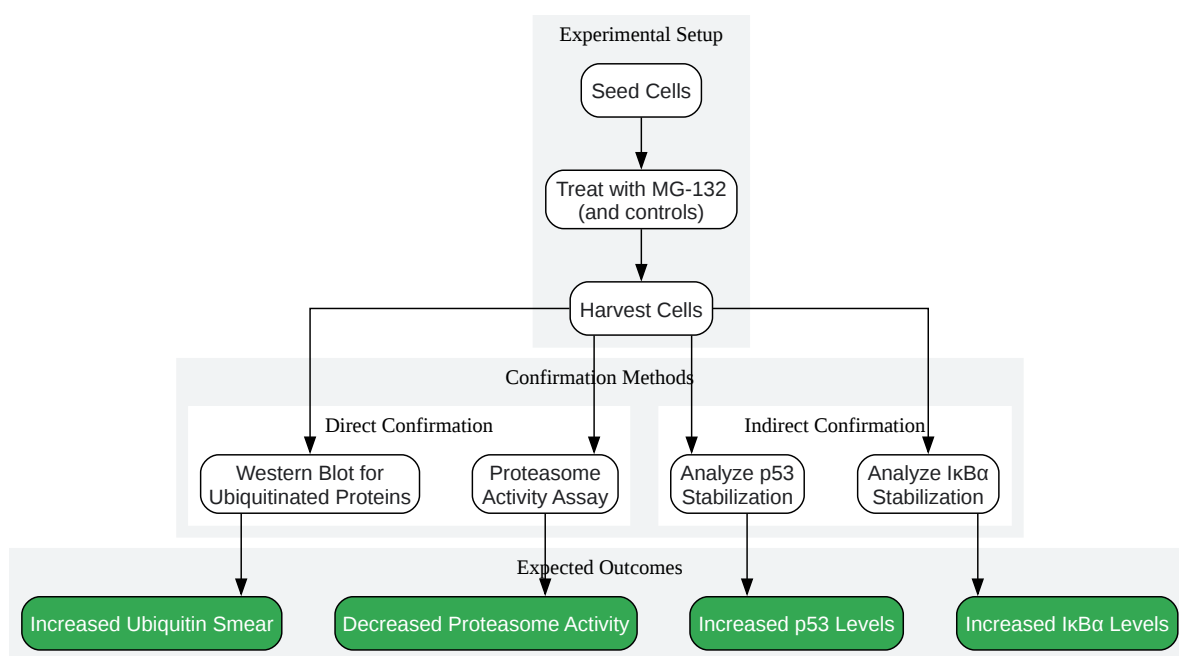 Experimental Setup
Seed Cells
Treat with MG-132
(and controls)
Harvest Cells
Confirmation Methods
Direct Confirmation
Indirect Confirmation
Western Blot for
Ubiquitinated Proteins
Proteasome
Activity Assay
Analyze p53
Stabilization
Analyze IκBα
Stabilization
Expected Outcomes
Increased Ubiquitin Smear
Decreased Proteasome Activity
Increased p53 Levels
Increased IκBα Levels